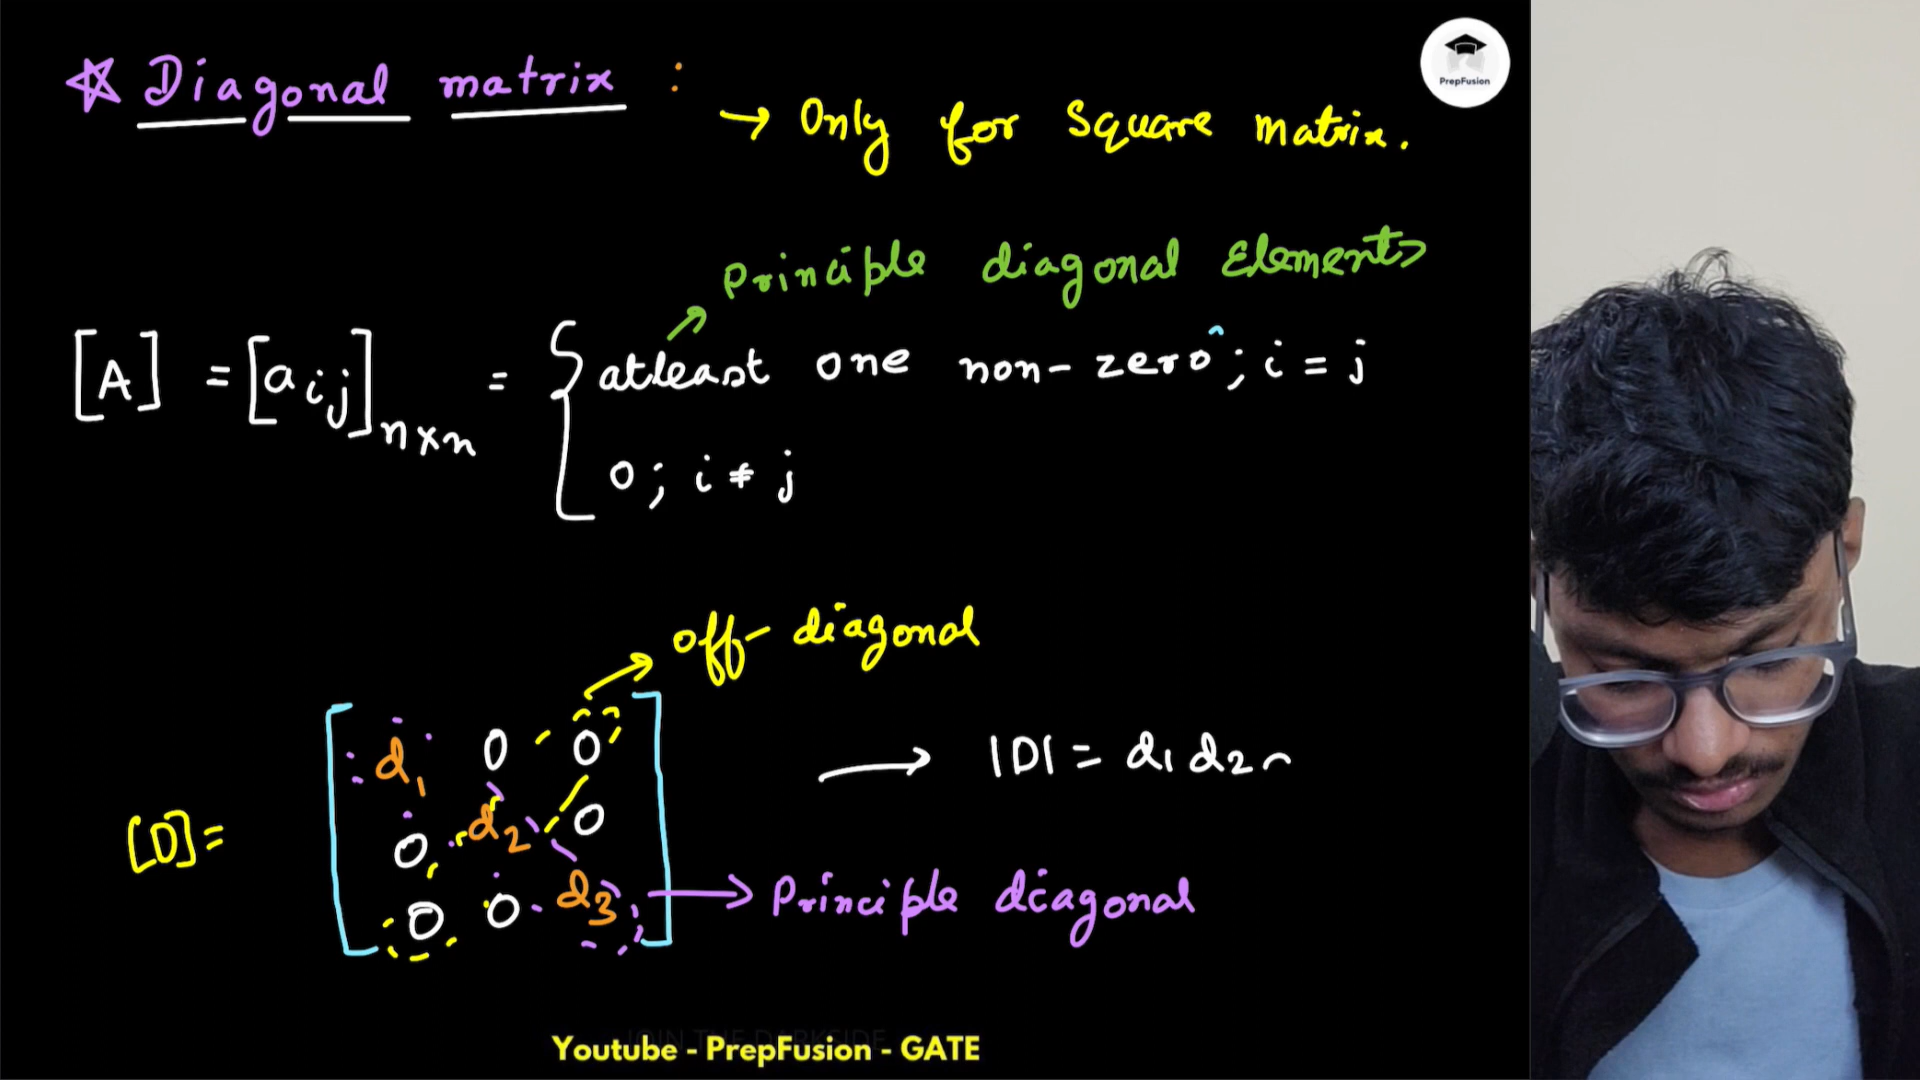 ☆ Diagonal matrix :
→ Only for Square matrix.
PrepFusion
Principle diagonal Elements
[A] = [aij]n×n = { atleast one non-zero ; i = j
0 ; i ≠ j
off-diagonal
[D] = [ d1 0 0
0 d2 0
0 0 d3 ]
→ |D| = d1 d2
→ Principle diagonal
Youtube - PrepFusion - GATE